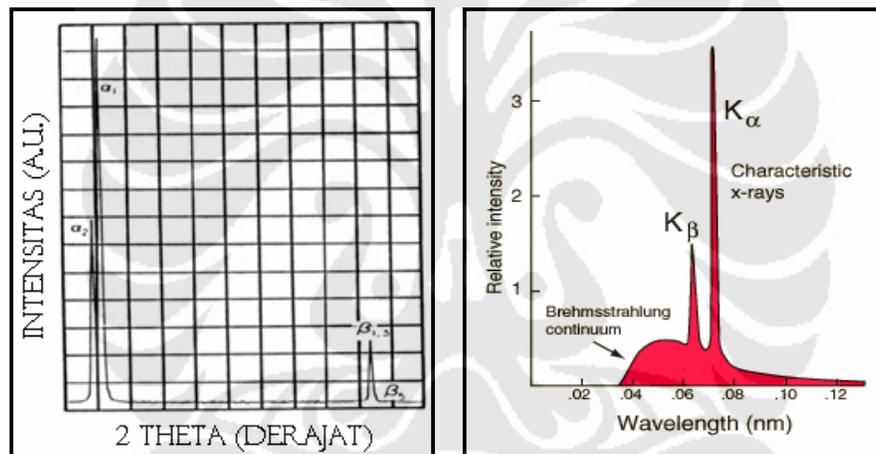 INTENSITAS (A.U.)
α₁
α₂
β₁,₃
β₅
2 THETA (DERAJAT)
Relative intensity
3
2
1
Kα
Characteristic
x-rays
Kβ
Brehmsstrahlung
continuum
.02 .04 .06 .08 .10 .12
Wavelength (nm)